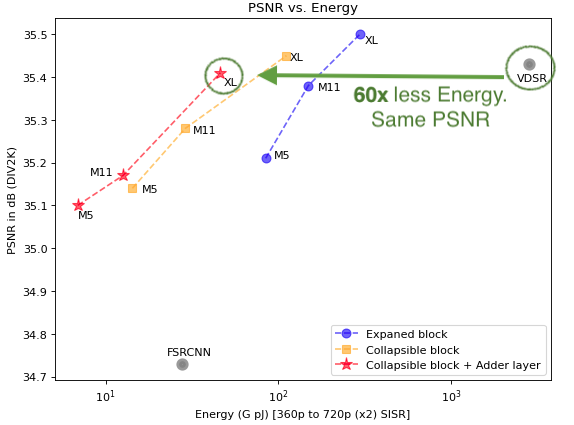 PSNR vs. Energy
35.5
35.4
35.3
35.2
35.1
35.0
34.9
34.8
34.7
PSNR in dB (DIV2K)
XL
XL
XL
VDSR
M11
60x less Energy.
Same PSNR
M11
M5
M11
M5
M5
FSRCNN
Expaned block
Collapsible block
Collapsible block + Adder layer
10¹
10²
10³
Energy (G pJ) [360p to 720p (x2) SISR]